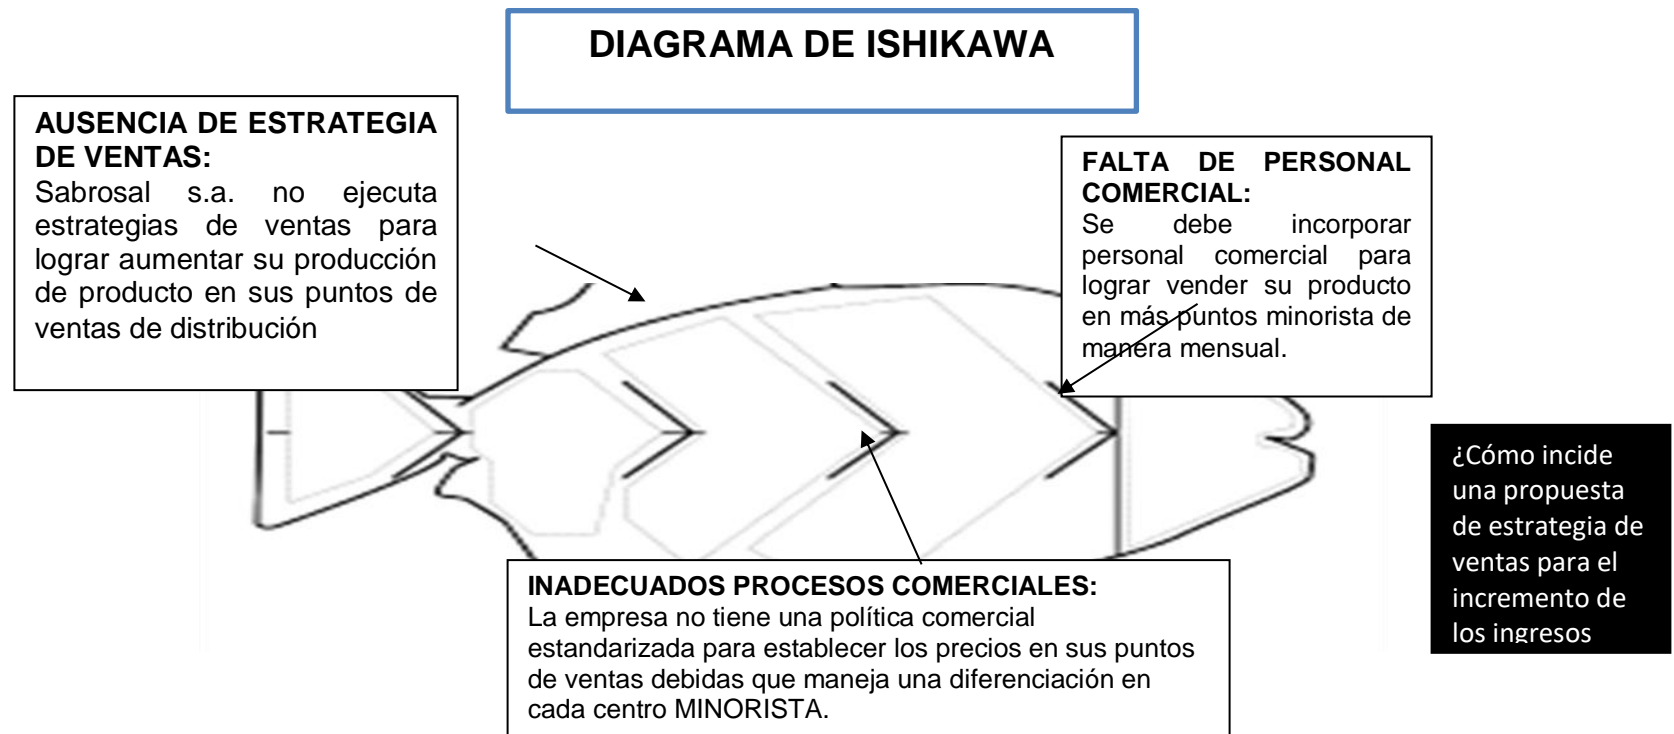 DIAGRAMA DE ISHIKAWA
AUSENCIA DE ESTRATEGIA
DE VENTAS:
Sabrosal s.a. no ejecuta
estrategias de ventas para
lograr aumentar su producción
de producto en sus puntos de
ventas de distribución
FALTA DE PERSONAL
COMERCIAL:
Se debe incorporar
personal comercial para
lograr vender su producto
en más puntos minorista de
manera mensual.
¿Cómo incide
una propuesta
de estrategia de
ventas para el
incremento de
los ingresos
INADECUADOS PROCESOS COMERCIALES:
La empresa no tiene una política comercial
estandarizada para establecer los precios en sus puntos
de ventas debidas que maneja una diferenciación en
cada centro MINORISTA.